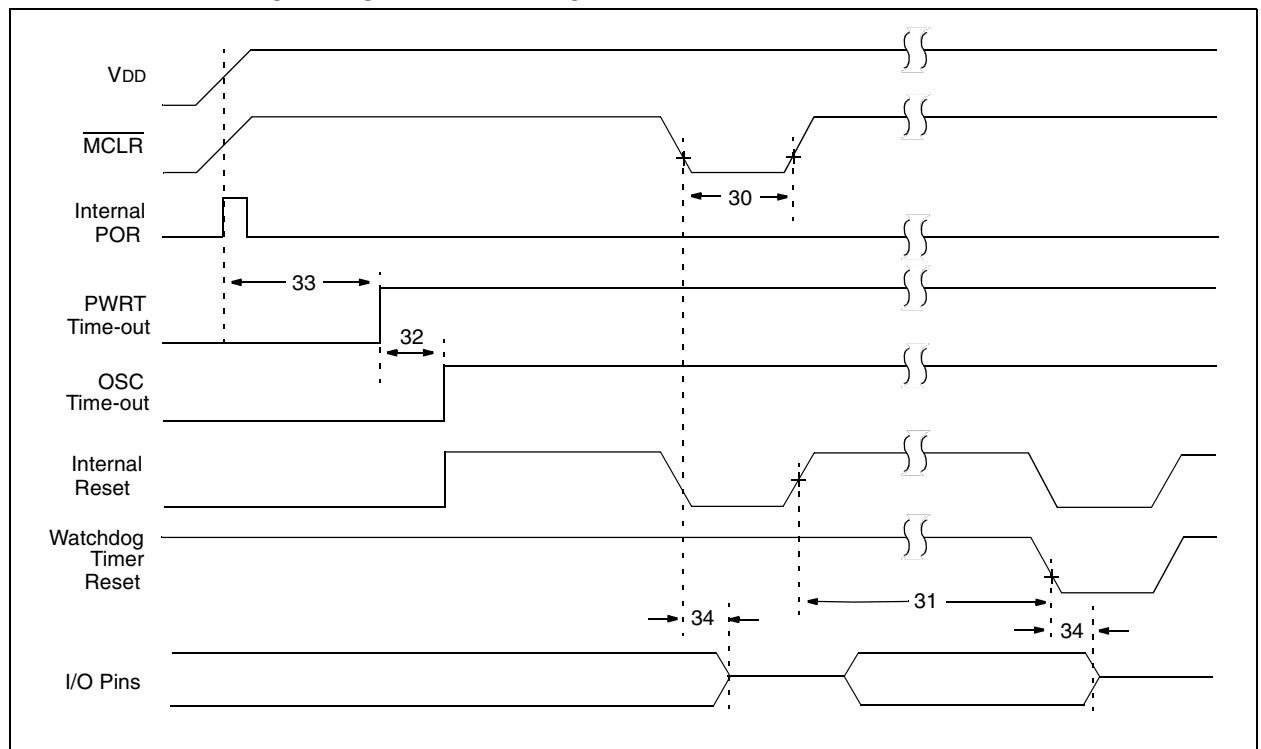 VDD
MCLR
30
Internal
POR
33
PWRT
Time-out
32
OSC
Time-out
Internal
Reset
Watchdog
Timer
Reset
31
34
34
I/O Pins